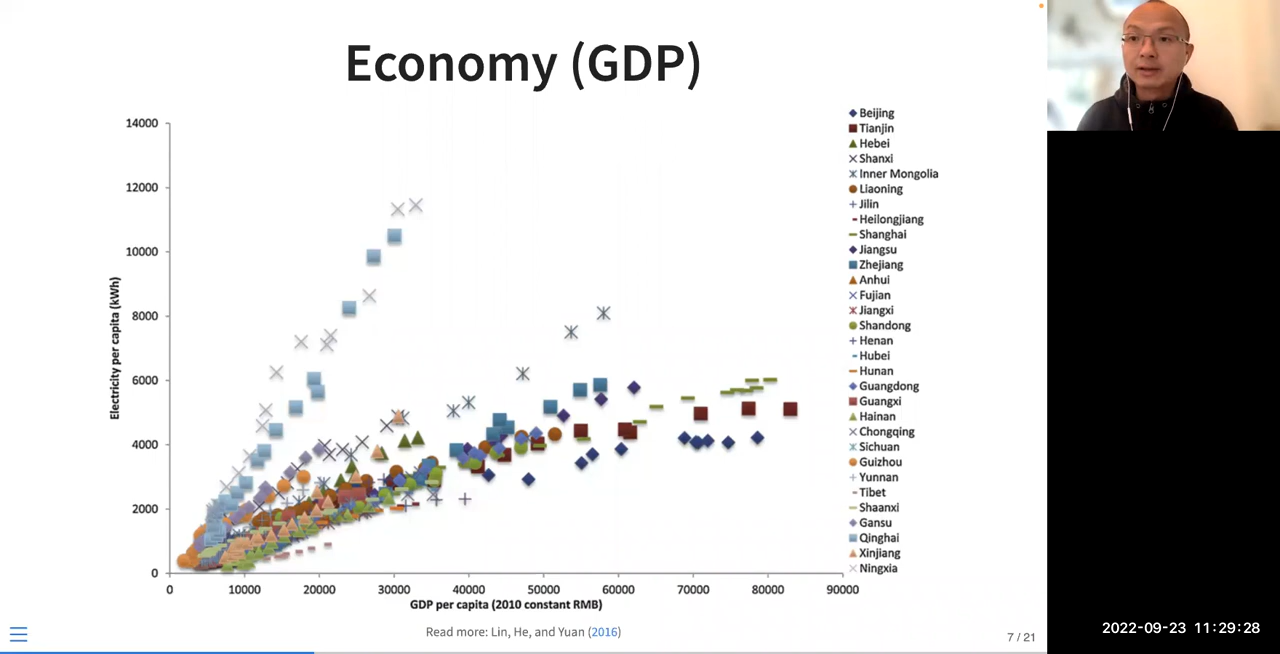 Economy (GDP)
14000
12000
10000
8000
6000
4000
2000
0
Electricity per capita (kWh)
0 10000 20000 30000 40000 50000 60000 70000 80000 90000
GDP per capita (2010 constant RMB)
Beijing
Tianjin
Hebei
Shanxi
Inner Mongolia
Liaoning
Jilin
Heilongjiang
Shanghai
Jiangsu
Zhejiang
Anhui
Fujian
Jiangxi
Shandong
Henan
Hubei
Hunan
Guangdong
Guangxi
Hainan
Chongqing
Sichuan
Guizhou
Yunnan
Tibet
Shaanxi
Gansu
Qinghai
Xinjiang
Ningxia
Read more: Lin, He, and Yuan (2016)
7 / 21
2022-09-23 11:29:28